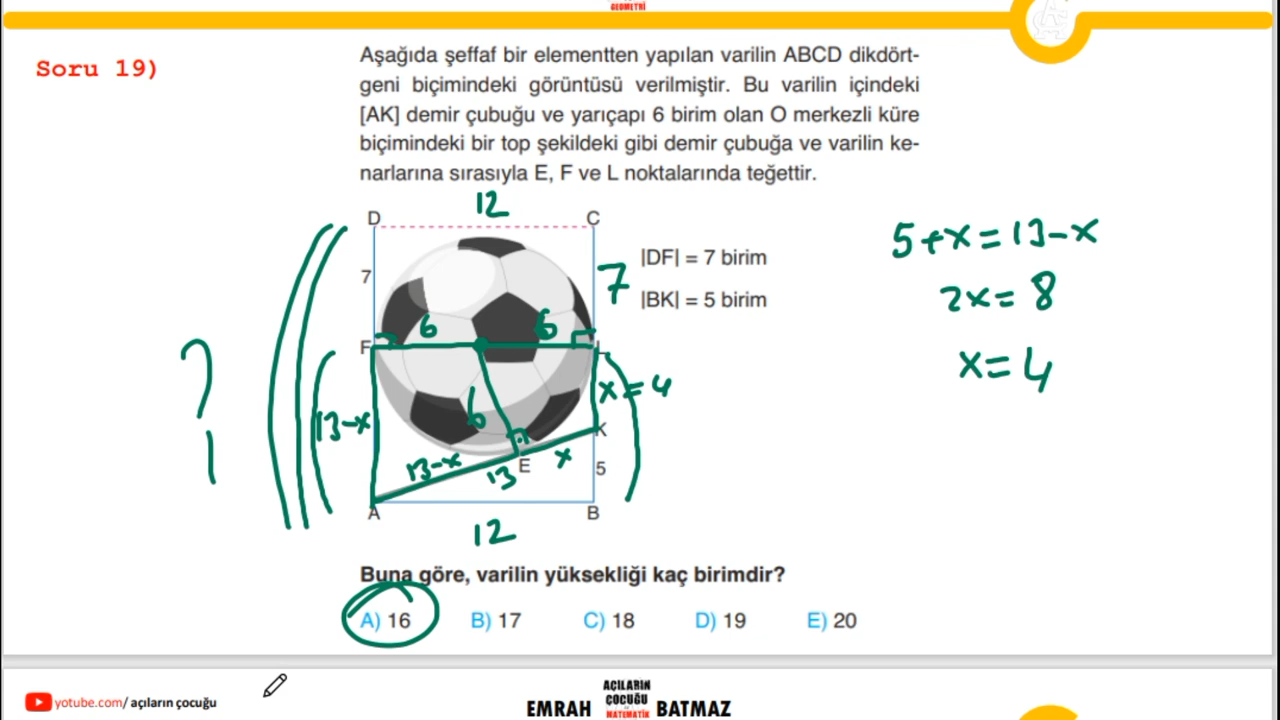 GEOMETRİ
Soru 19)
Aşağıda şeffaf bir elementten yapılan varilin ABCD dikdört-
geni biçimindeki görüntüsü verilmiştir. Bu varilin içindeki
[AK] demir çubuğu ve yarıçapı 6 birim olan O merkezli küre
biçimindeki bir top şekildeki gibi demir çubuğa ve varilin ke-
narlarına sırasıyla E, F ve L noktalarında teğettir.
12
D C
7
7
|DF| = 7 birim
|BK| = 5 birim
5+x=13-x
2x=8
x=4
6 6
F L
?
13-x
6
x=4
K
13-x
13
E
x
5
A B
12
Buna göre, varilin yüksekliği kaç birimdir?
A) 16 B) 17 C) 18 D) 19 E) 20
yotube.com/ açıların çocuğu
EMRAH
AÇILARIN
ÇOCUĞU
MATEMATİK
BATMAZ